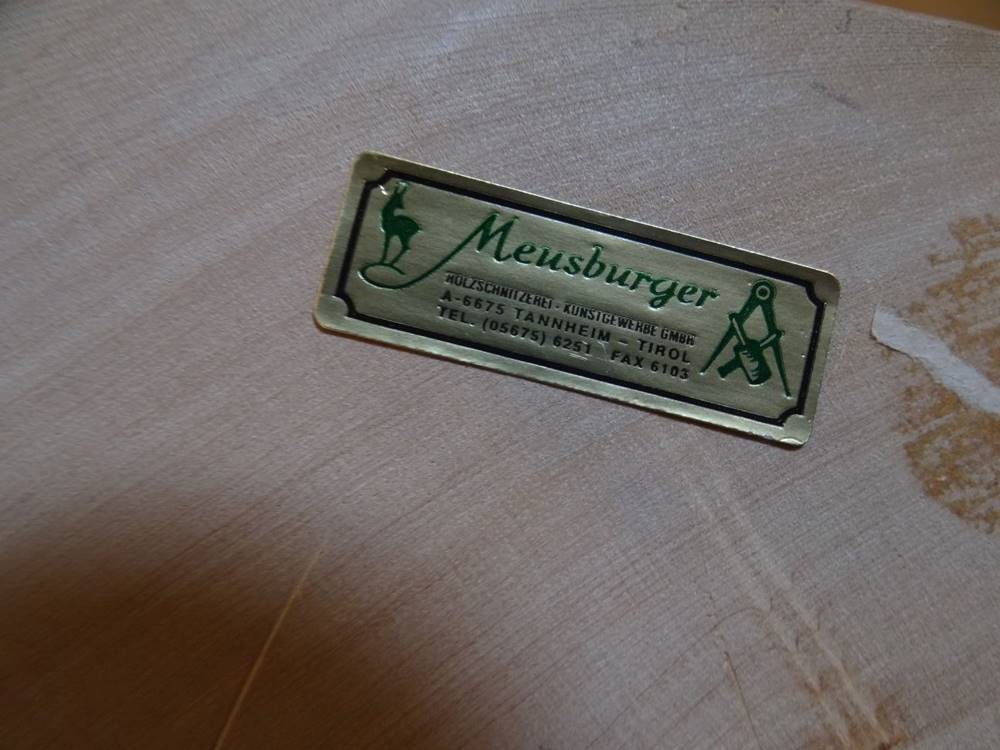 Meusburger
HOLZSCHNITZEREI - KUNSTGEWERBE GMBH
A-6675 TANNHEIM – TIROL
TEL. (05675) 6251 FAX 6103